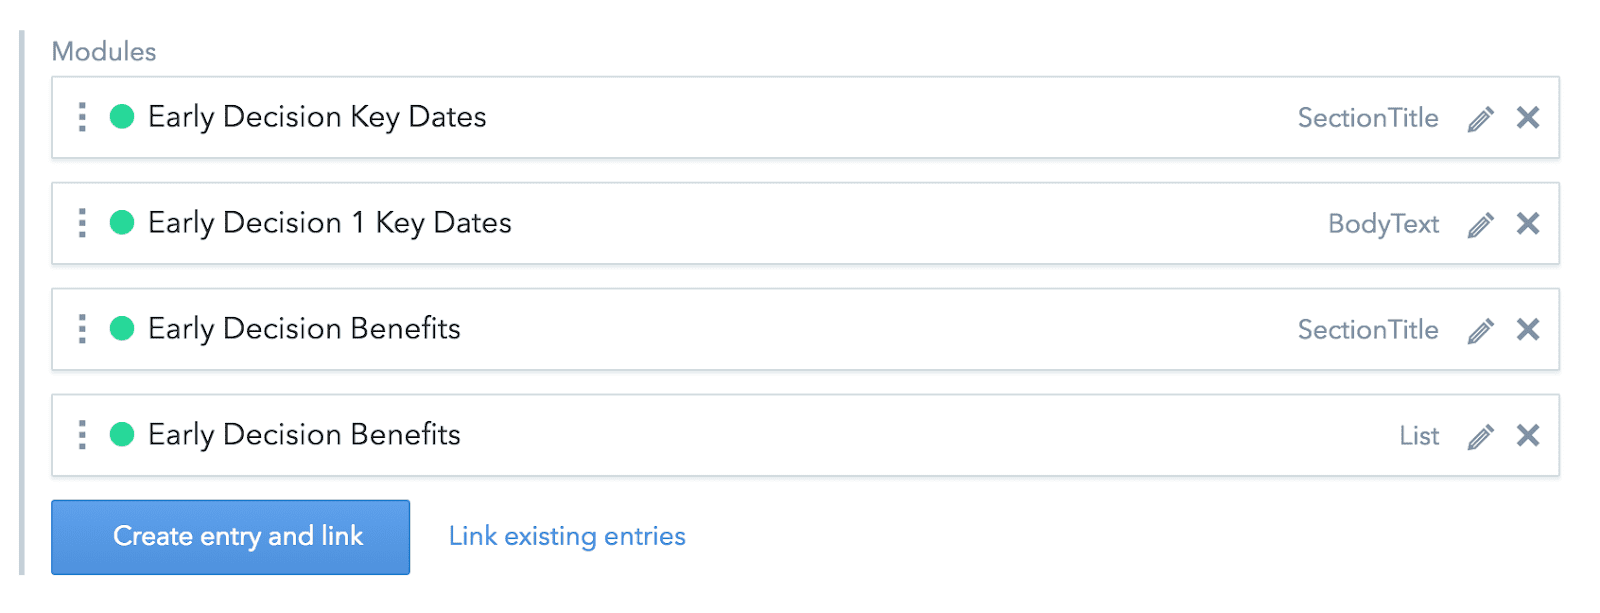 Modules
Early Decision Key Dates SectionTitle
Early Decision 1 Key Dates BodyText
Early Decision Benefits SectionTitle
Early Decision Benefits List
Create entry and link Link existing entries